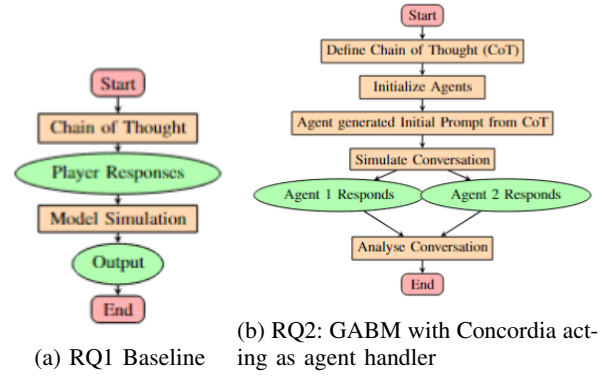 Start
Chain of Thought
Player Responses
Model Simulation
Output
End
(a) RQ1 Baseline
Start
Define Chain of Thought (CoT)
Initialize Agents
Agent generated Initial Prompt from CoT
Simulate Conversation
Agent 1 Responds
Agent 2 Responds
Analyse Conversation
End
(b) RQ2: GABM with Concordia act-
ing as agent handler